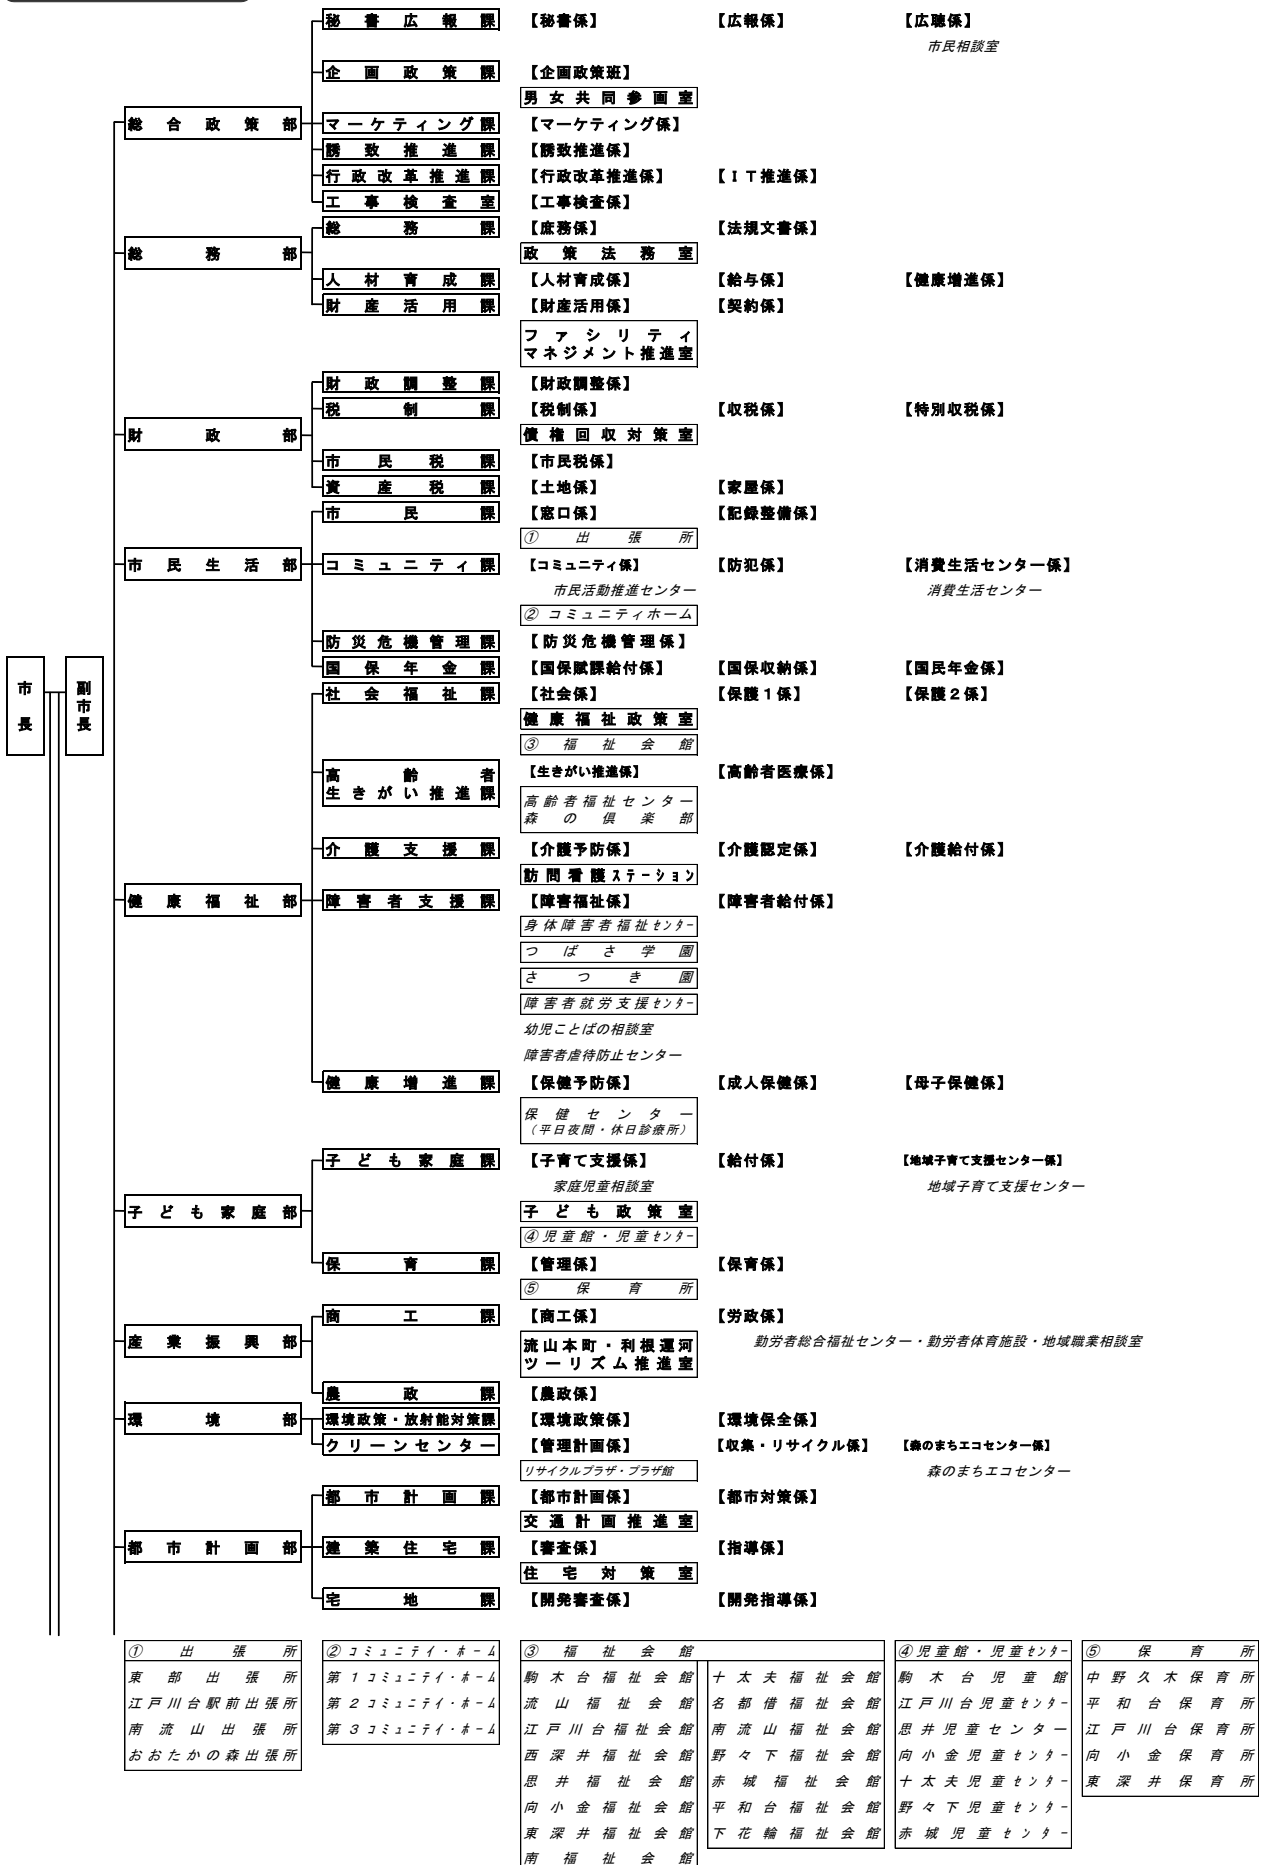 秘書広報課 【秘書係】 【広報係】 【広聴係】
市民相談室
企画政策課 【企画政策班】
男女共同参画室
総合政策部 マーケティング課 【マーケティング係】
誘致推進課 【誘致推進係】
行政改革推進課 【行政改革推進係】 【ＩＴ推進係】
工事検査室 【工事検査係】
総務課 【庶務係】 【法規文書係】
総務部 政策法務室
人材育成課 【人材育成係】 【給与係】 【健康増進係】
財産活用課 【財産活用係】 【契約係】
ファシリティ
マネジメント推進室
財政調整課 【財政調整係】
税制課 【税制係】 【収税係】 【特別収税係】
財政部 債権回収対策室
市民税課 【市民税係】
資産税課 【土地係】 【家屋係】
市民課 【窓口係】 【記録整備係】
① 出張所
市民生活部 コミュニティ課 【コミュニティ係】 【防犯係】 【消費生活センター係】
市民活動推進センター 消費生活センター
② コミュニティホーム
防災危機管理課 【防災危機管理係】
国保年金課 【国保賦課給付係】 【国保収納係】 【国民年金係】
市長 副市長 社会福祉課 【社会係】 【保護１係】 【保護２係】
健康福祉政策室
③ 福祉会館
高齢者
生きがい推進課 【生きがい推進係】 【高齢者医療係】
高齢者福祉センター
森の倶楽部
介護支援課 【介護予防係】 【介護認定係】 【介護給付係】
訪問看護ステーション
健康福祉部 障害者支援課 【障害福祉係】 【障害者給付係】
身体障害者福祉センター
つばさ学園
さつき園
障害者就労支援センター
幼児ことばの相談室
障害者虐待防止センター
健康増進課 【保健予防係】 【成人保健係】 【母子保健係】
保健センター
（平日夜間・休日診療所）
子ども家庭課 【子育て支援係】 【給付係】 【地域子育て支援センター係】
家庭児童相談室 地域子育て支援センター
子ども家庭部 子ども政策室
④児童館・児童センター
保育課 【管理係】 【保育係】
⑤ 保育所
商工課 【商工係】 【労政係】
産業振興部 流山本町・利根運河
ツーリズム推進室 勤労者総合福祉センター・勤労者体育施設・地域職業相談室
農政課 【農政係】
環境部 環境政策・放射能対策課 【環境政策係】 【環境保全係】
クリーンセンター 【管理計画係】 【収集・リサイクル係】 【森のまちエコセンター係】
リサイクルプラザ・プラザ館 森のまちエコセンター
都市計画課 【都市計画係】 【都市対策係】
交通計画推進室
都市計画部 建築住宅課 【審査係】 【指導係】
住宅対策室
宅地課 【開発審査係】 【開発指導係】
① 出張所 ②コミュニテイ・ホーム ③ 福祉会館 ④児童館・児童センター ⑤ 保育所
東部出張所 第１コミュニテイ・ホーム 駒木台福祉会館 十太夫福祉会館 駒木台児童館 中野久木保育所
江戸川台駅前出張所 第２コミュニテイ・ホーム 流山福祉会館 名都借福祉会館 江戸川台児童センター 平和台保育所
南流山出張所 第３コミュニテイ・ホーム 江戸川台福祉会館 南流山福祉会館 思井児童センター 江戸川台保育所
おおたかの森出張所 西深井福祉会館 野々下福祉会館 向小金児童センター 向小金保育所
思井福祉会館 赤城福祉会館 十太夫児童センター 東深井保育所
向小金福祉会館 平和台福祉会館 野々下児童センター
東深井福祉会館 下花輪福祉会館 赤城児童センター
南福祉会館